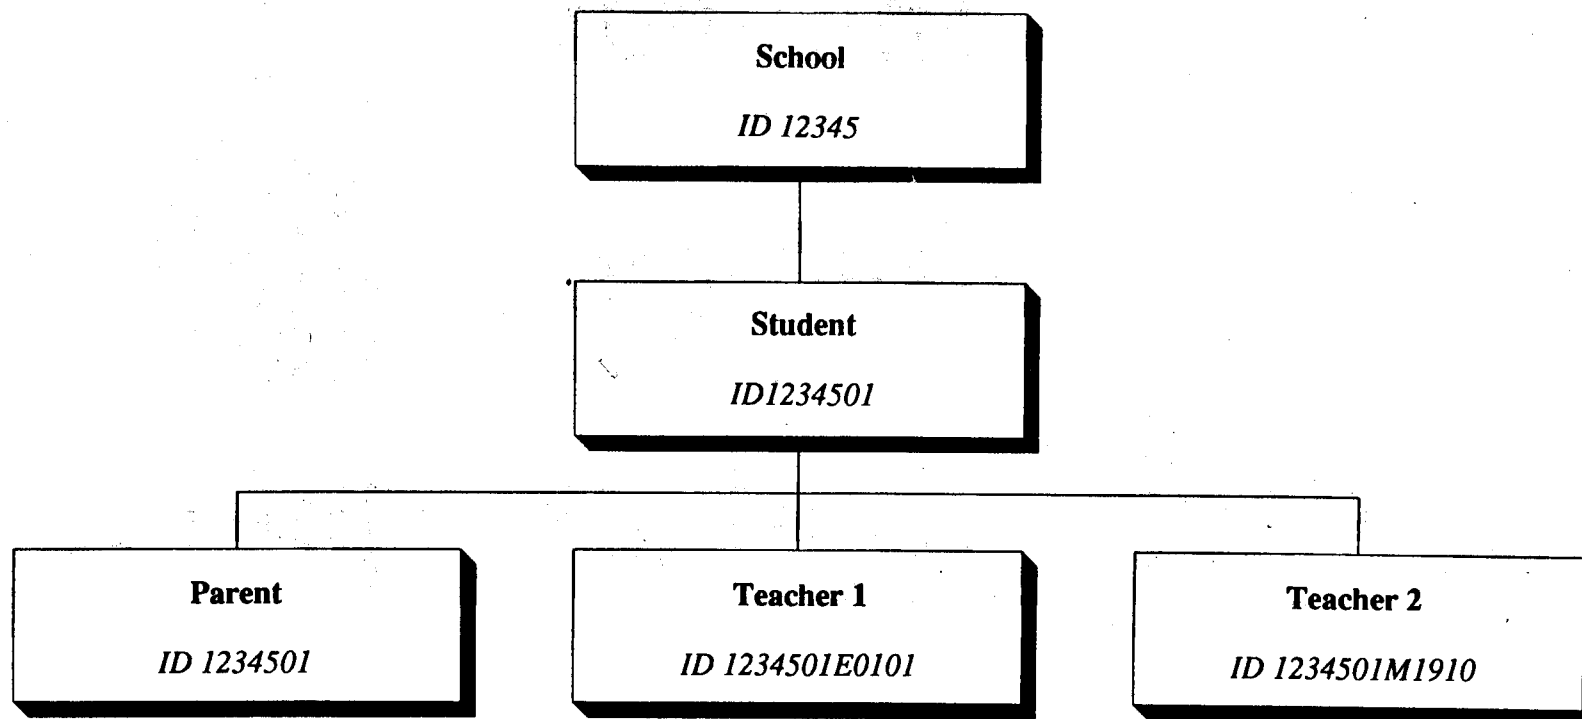 School
ID 12345
Student
ID1234501
Parent
ID 1234501
Teacher 1
ID 1234501E0101
Teacher 2
ID 1234501M1910